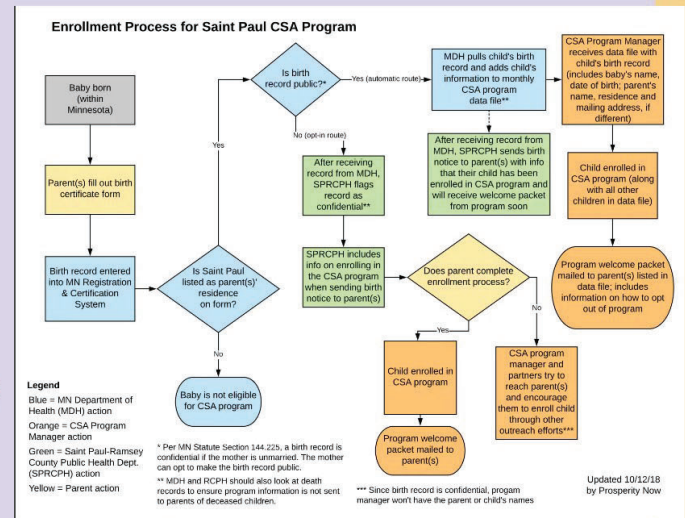 Enrollment Process for Saint Paul CSA Program
Baby born
(within
Minnesota)
Parent(s) fill out birth
certificate form
Birth record entered
into MN Registration
& Certification
System
Is Saint Paul
listed as parent(s)'
residence
on form?
Yes
No
Baby is not eligible
for CSA program
Is birth
record public?*
Yes (automatic route)
No (opt-in route)
MDH pulls child's birth
record and adds child's
information to monthly
CSA program
data file**
After receiving record from
MDH, SPRCPH sends birth
notice to parent(s) with info
that their child has been
enrolled in CSA program and
will receive welcome packet
from program soon
CSA Program Manager
receives data file with
child's birth record
(includes baby's name,
date of birth; parent's
name, residence and
mailing address, if
different)
Child enrolled in
CSA program (along
with all other
children in data file)
Program welcome packet
mailed to parent(s) listed in
data file; includes
information on how to opt
out of program
After receiving
record from MDH,
SPRCPH flags
record as
confidential**
SPRCPH includes
info on enrolling in
the CSA program
when sending birth
notice to parent(s)
Does parent complete
enrollment process?
Yes
No
Child enrolled in
CSA program
Program welcome
packet mailed to
parent(s)
CSA program
manager and
partners try to
reach parent(s)
and encourage
them to enroll child
through other
outreach efforts***
Legend
Blue = MN Department of
Health (MDH) action
Orange = CSA Program
Manager action
Green = Saint Paul-Ramsey
County Public Health Dept.
(SPRCPH) action
Yellow = Parent action
* Per MN Statute Section 144.225, a birth record is
confidential if the mother is unmarried. The mother
can opt to make the birth record public.
** MDH and RCPH should also look at death
records to ensure program information is not sent
to parents of deceased children.
*** Since birth record is confidential, progam
manager won't have the parent or child's names
Updated 10/12/18
by Prosperity Now